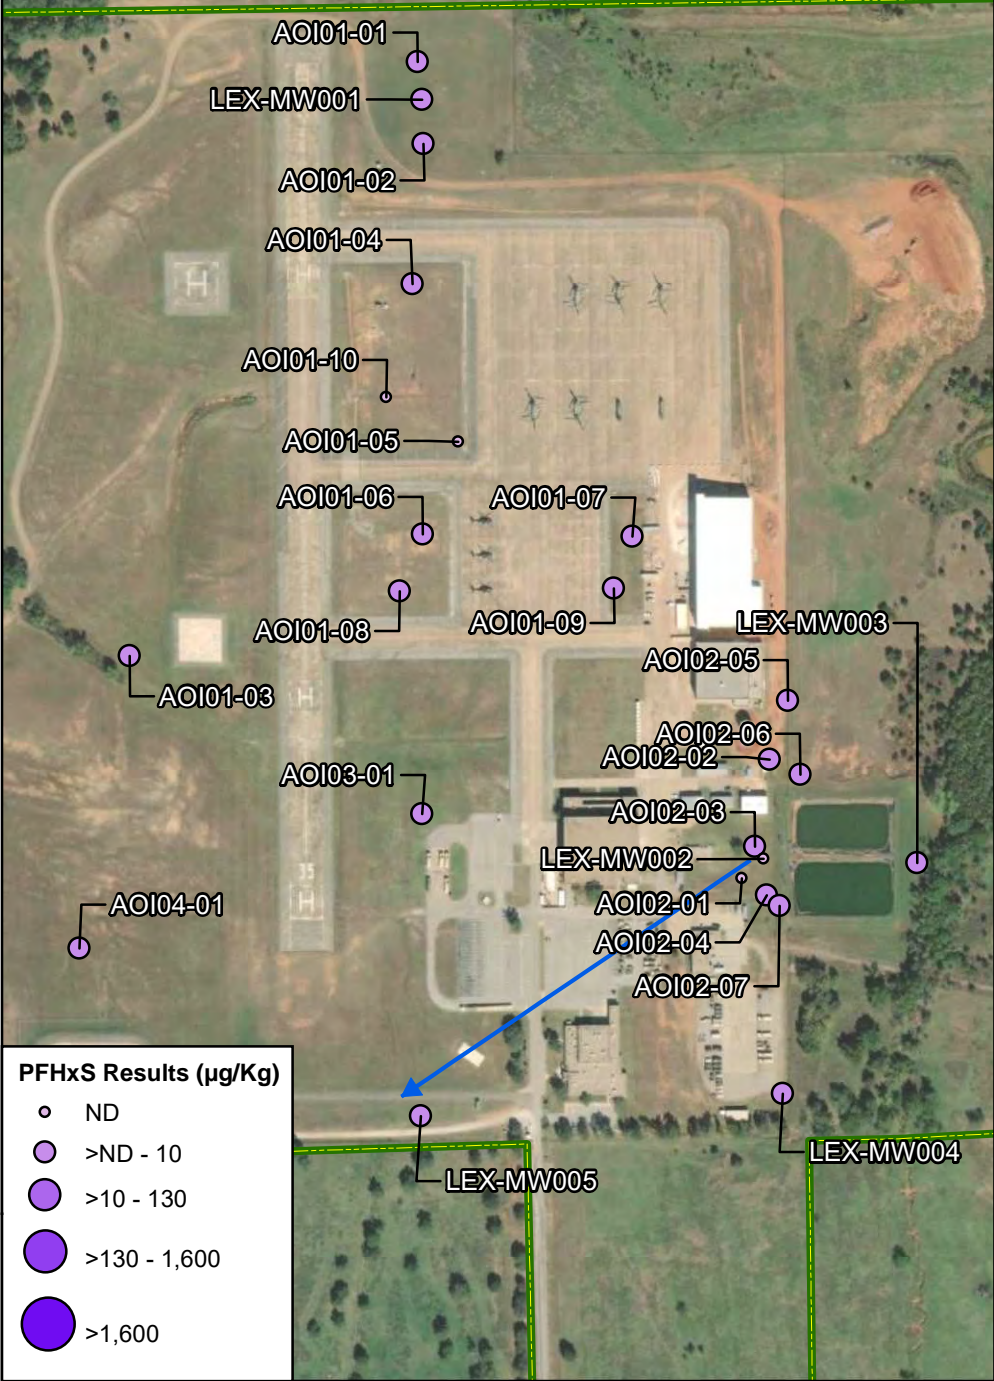 AOI01-01
LEX-MW001
AOI01-02
AOI01-04
H
H
AOI01-10
AOI01-05
AOI01-06
AOI01-07
AOI01-08
AOI01-09
LEX-MW003
AOI02-05
AOI01-03
H
AOI02-06
AOI02-02
AOI03-01
AOI02-03
LEX-MW002
35
H
AOI02-01
AOI04-01
AOI02-04
AOI02-07
PFHxS Results (µg/Kg)
ND
>ND - 10
>10 - 130
>130 - 1,600
>1,600
LEX-MW004
LEX-MW005